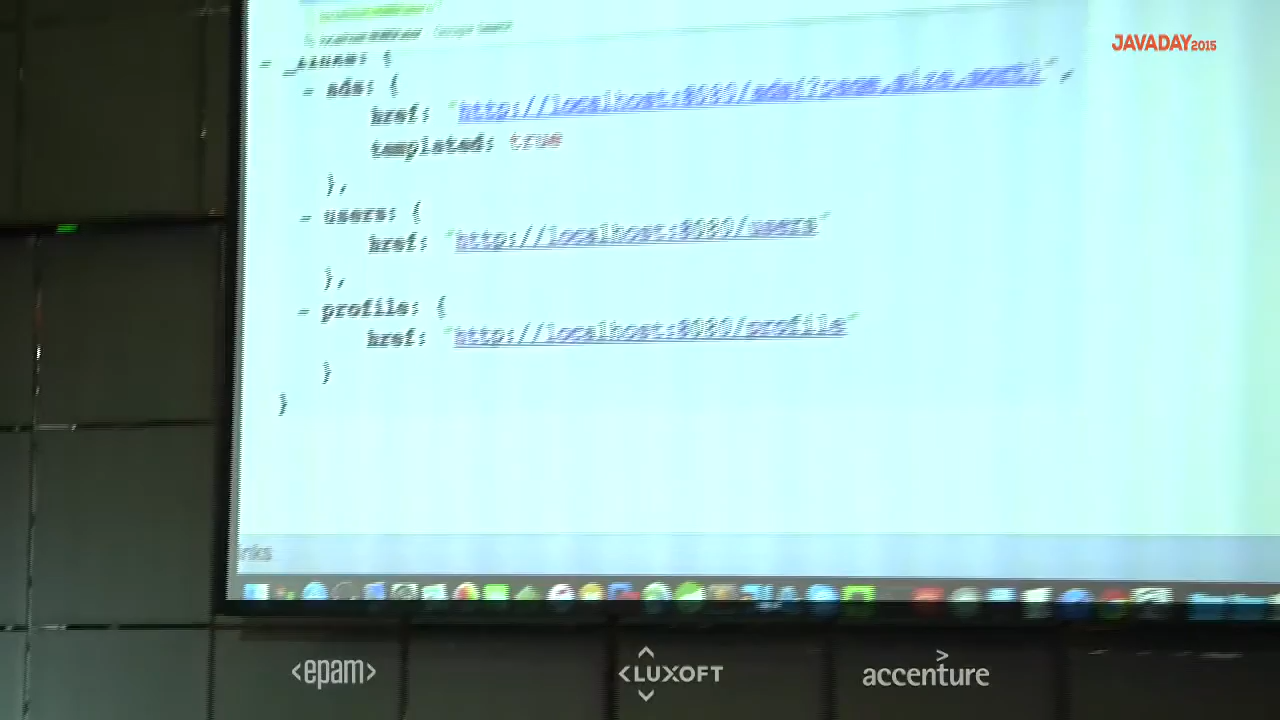 JAVADAY2015
- _links: {
- ads: {
href: "http://localhost:8080/ads{?page,size,sort}",
templated: true
},
- users: {
href: "http://localhost:8080/users"
},
- profile: {
href: "http://localhost:8080/profile"
}
}
<epam>
LUXOFT
accenture